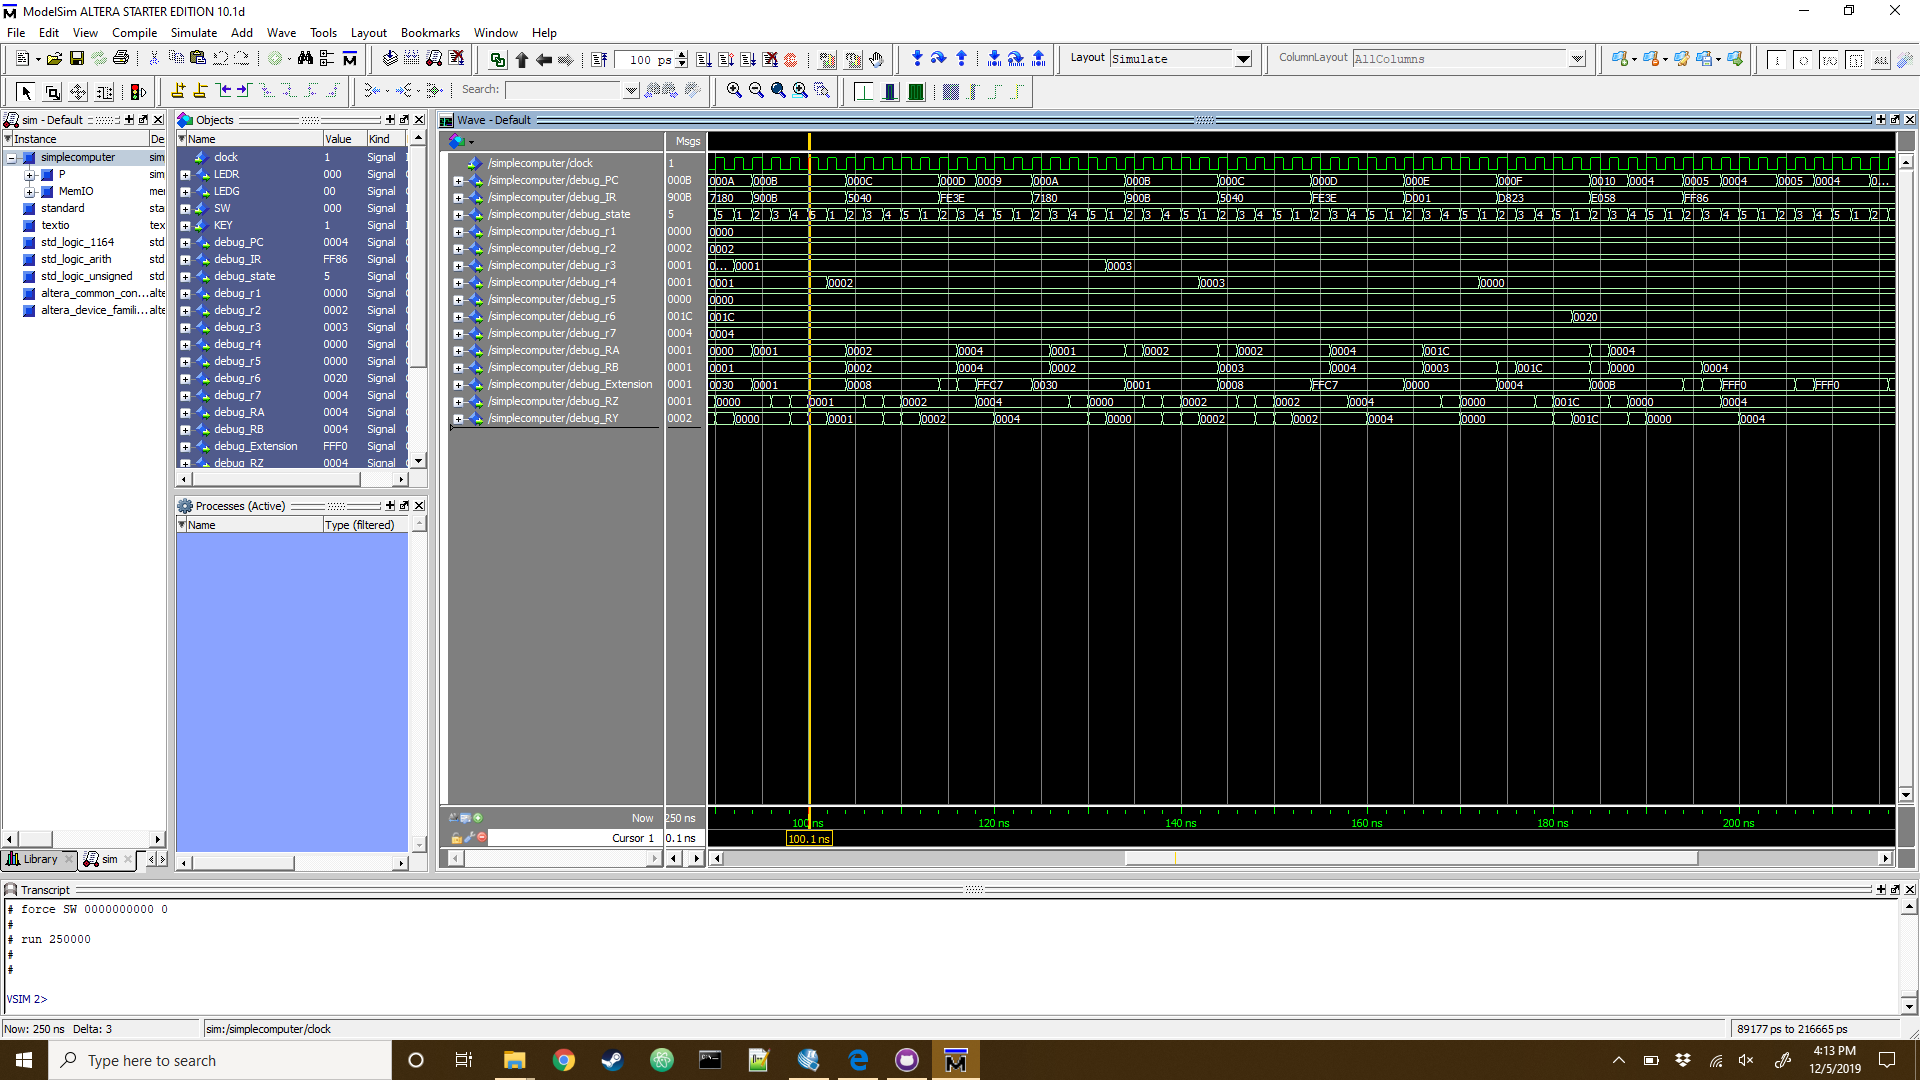 ModelSim ALTERA STARTER EDITION 10.1d
File Edit View Compile Simulate Add Wave Tools Layout Bookmarks Window Help
100 ps
Layout Simulate
ColumnLayout AllColumns
Search:
sim - Default
Instance De
simplecomputer sim
P sim
MemIO me
standard sta
textio tex
std_logic_1164 std
std_logic_arith std
std_logic_unsigned std
altera_common_con... alte
altera_device_famili... alte
Library sim
Objects
Name Value Kind
clock 1 Signal
LEDR 000 Signal
LEDG 00 Signal
SW 000 Signal
KEY 1 Signal
debug_PC 0004 Signal
debug_IR FF86 Signal
debug_state 5 Signal
debug_r1 0000 Signal
debug_r2 0002 Signal
debug_r3 0003 Signal
debug_r4 0000 Signal
debug_r5 0000 Signal
debug_r6 0020 Signal
debug_r7 0004 Signal
debug_RA 0004 Signal
debug_RB 0004 Signal
debug_Extension FFF0 Signal
debug_RZ 0004 Signal
Processes (Active)
Name Type (filtered)
Wave - Default
Msgs
/simplecomputer/clock 1
/simplecomputer/debug_PC 000B 000A 000B 000C 000D 0009 000A 000B 000C 000D 000E 000F 0010 0004 0005 0004 0005 0004 0...
/simplecomputer/debug_IR 900B 7180 900B 5040 FE3E 7180 900B 5040 FE3E D001 D823 E058 FF86
/simplecomputer/debug_state 5 5 1 2 3 4 5 1 2 3 4 5 1 2 3 4 5 1 2 3 4 5 1 2 3 4 5 1 2 3 4 5 1 2 3 4 5 1 2 3 4 5 1 2 3 4 5 1 2 3 4 5 1 2 3 4 5 1 2 3 4 5 1 2
/simplecomputer/debug_r1 0000 0000
/simplecomputer/debug_r2 0002 0002
/simplecomputer/debug_r3 0001 0... 0001 0003
/simplecomputer/debug_r4 0001 0001 0002 0003 0000
/simplecomputer/debug_r5 0000 0000
/simplecomputer/debug_r6 001C 001C 0020
/simplecomputer/debug_r7 0004 0004
/simplecomputer/debug_RA 0001 0000 0001 0002 0004 0001 0002 0002 0004 001C 0004
/simplecomputer/debug_RB 0001 0001 0002 0004 0002 0003 0004 0003 001C 0000 0004
/simplecomputer/debug_Extension 0001 0030 0001 0008 FFC7 0030 0001 0008 FFC7 0000 0004 000B FFF0 FFF0
/simplecomputer/debug_RZ 0001 0000 0001 0002 0004 0000 0002 0002 0004 0000 001C 0000 0004
/simplecomputer/debug_RY 0002 0000 0001 0002 0004 0000 0002 0002 0004 0000 001C 0000 0004
Now 250 ns 100 ns 120 ns 140 ns 160 ns 180 ns 200 ns
Cursor 1 0.1 ns 100.1 ns
Transcript
# force SW 0000000000 0
#
# run 250000
#
#
VSIM 2>
Now: 250 ns Delta: 3 sim:/simplecomputer/clock 89177 ps to 216665 ps
Type here to search
4:13 PM
12/5/2019